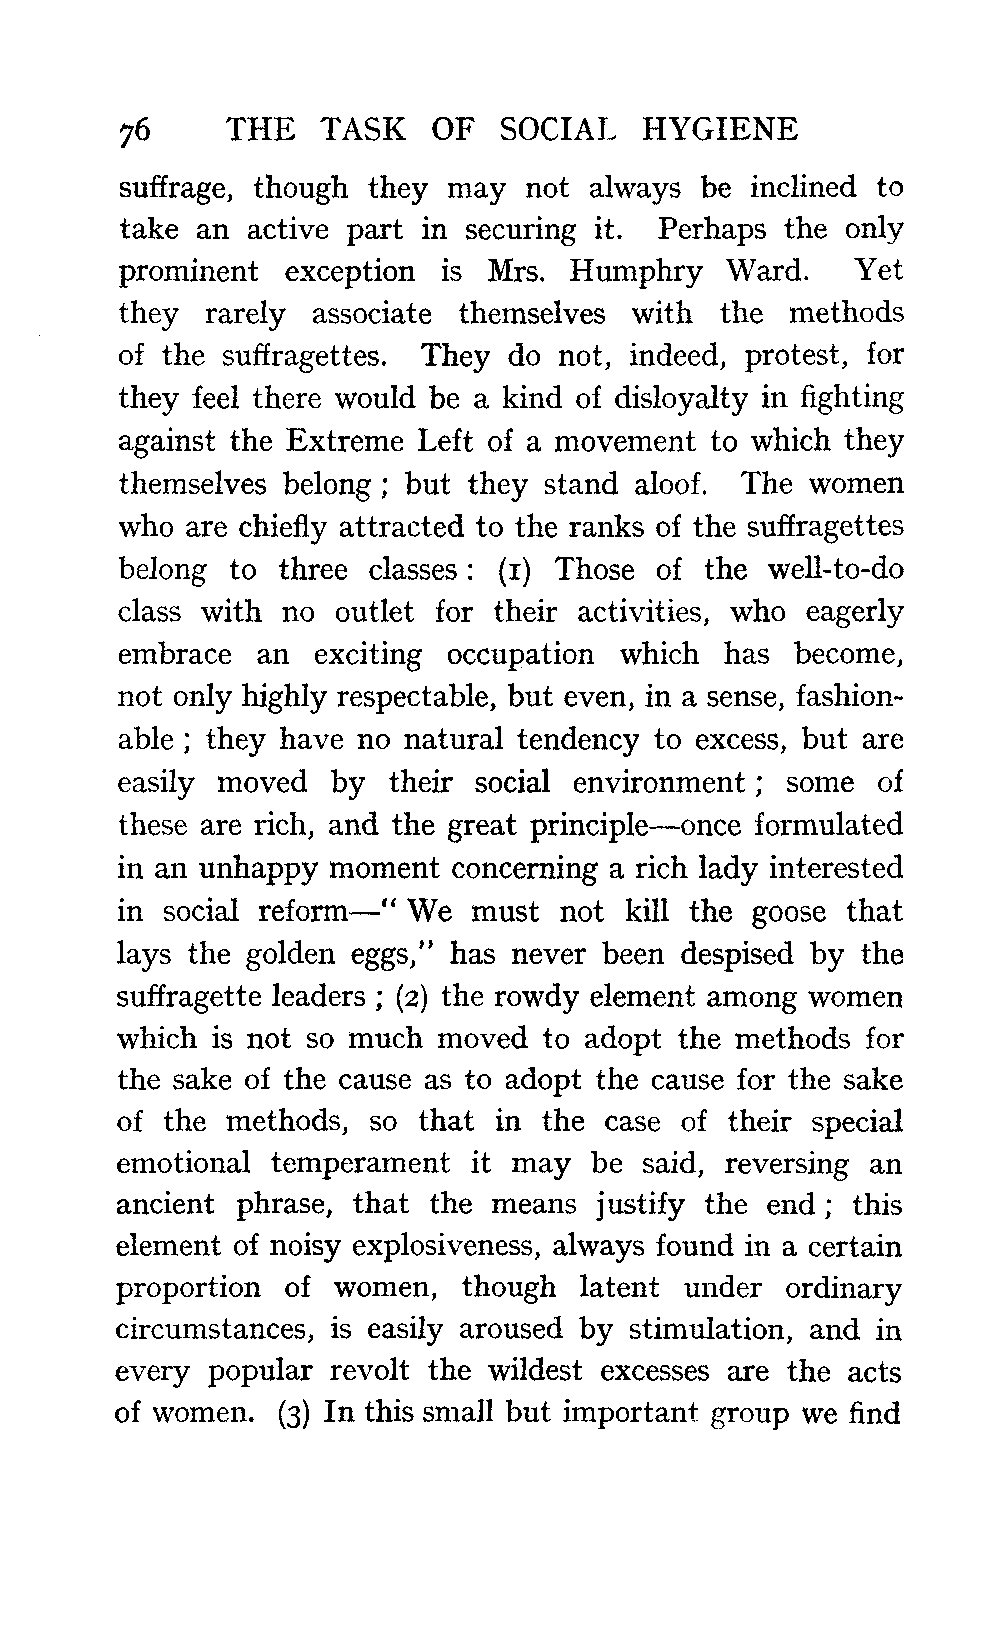 76 THE TASK OF SOCIAL HYGIENE
suffrage, though they may not always be inclined to
take an active part in securing it. Perhaps the only
prominent exception is Mrs. Humphry Ward. Yet
they rarely associate themselves with the methods
of the suffragettes. They do not, indeed, protest, for
they feel there would be a kind of disloyalty in fighting
against the Extreme Left of a movement to which they
themselves belong ; but they stand aloof. The women
who are chiefly attracted to the ranks of the suffragettes
belong to three classes : (1) Those of the well-to-do
class with no outlet for their activities, who eagerly
embrace an exciting occupation which has become,
not only highly respectable, but even, in a sense, fashion-
able ; they have no natural tendency to excess, but are
easily moved by their social environment ; some of
these are rich, and the great principle—once formulated
in an unhappy moment concerning a rich lady interested
in social reform—" We must not kill the goose that
lays the golden eggs," has never been despised by the
suffragette leaders ; (2) the rowdy element among women
which is not so much moved to adopt the methods for
the sake of the cause as to adopt the cause for the sake
of the methods, so that in the case of their special
emotional temperament it may be said, reversing an
ancient phrase, that the means justify the end ; this
element of noisy explosiveness, always found in a certain
proportion of women, though latent under ordinary
circumstances, is easily aroused by stimulation, and in
every popular revolt the wildest excesses are the acts
of women. (3) In this small but important group we find